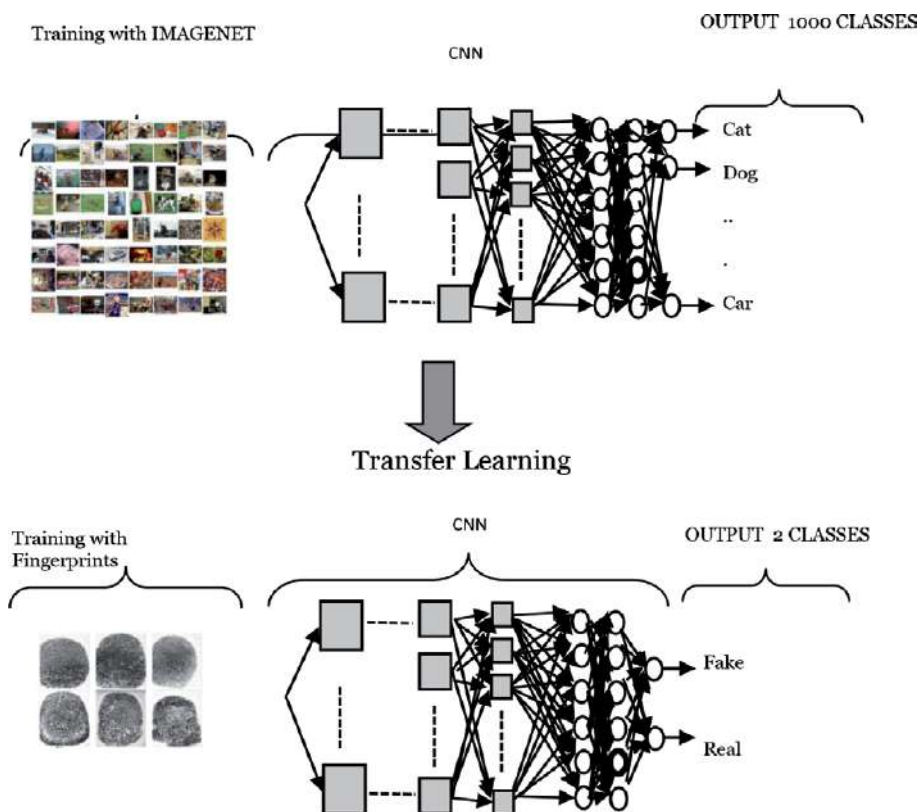 Training with IMAGENET
OUTPUT 1000 CLASSES
CNN
Cat
Dog
..
.
Car
Transfer Learning
Training with
Fingerprints
CNN
OUTPUT 2 CLASSES
Fake
Real